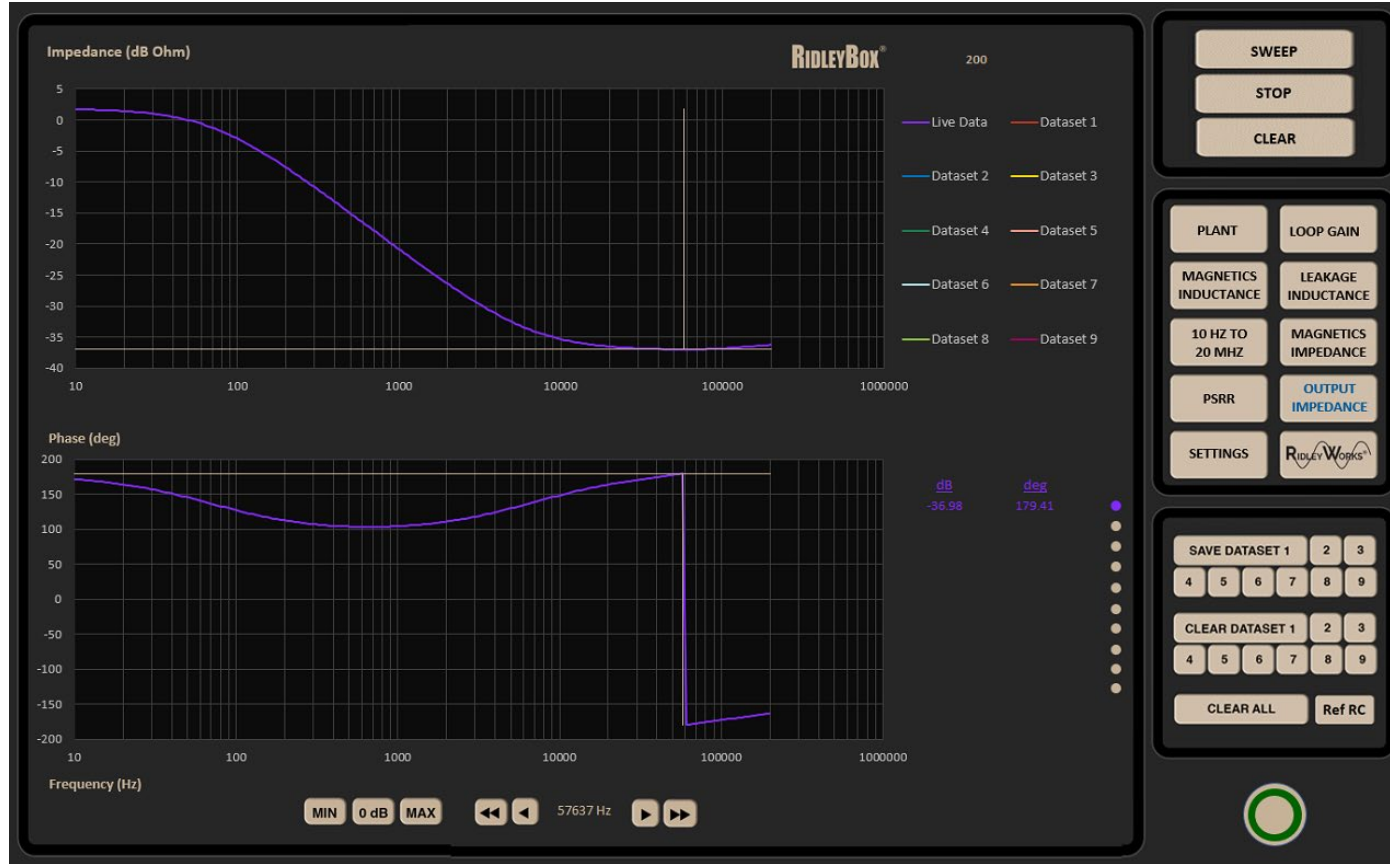 Impedance (dB Ohm)
RIDLEYBOX®
200
5
0
-5
-10
-15
-20
-25
-30
-35
-40
10 100 1000 10000 100000 1000000
Live Data Dataset 1
Dataset 2 Dataset 3
Dataset 4 Dataset 5
Dataset 6 Dataset 7
Dataset 8 Dataset 9
Phase (deg)
200
150
100
50
0
-50
-100
-150
-200
10 100 1000 10000 100000 1000000
dB deg
-36.98 179.41
Frequency (Hz)
MIN 0 dB MAX 57637 Hz
SWEEP
STOP
CLEAR
PLANT LOOP GAIN
MAGNETICS
INDUCTANCE
LEAKAGE
INDUCTANCE
10 HZ TO
20 MHZ
MAGNETICS
IMPEDANCE
PSRR
OUTPUT
IMPEDANCE
SETTINGS
RIDLEYWORKS®
SAVE DATASET 1 2 3
4 5 6 7 8 9
CLEAR DATASET 1 2 3
4 5 6 7 8 9
CLEAR ALL Ref RC